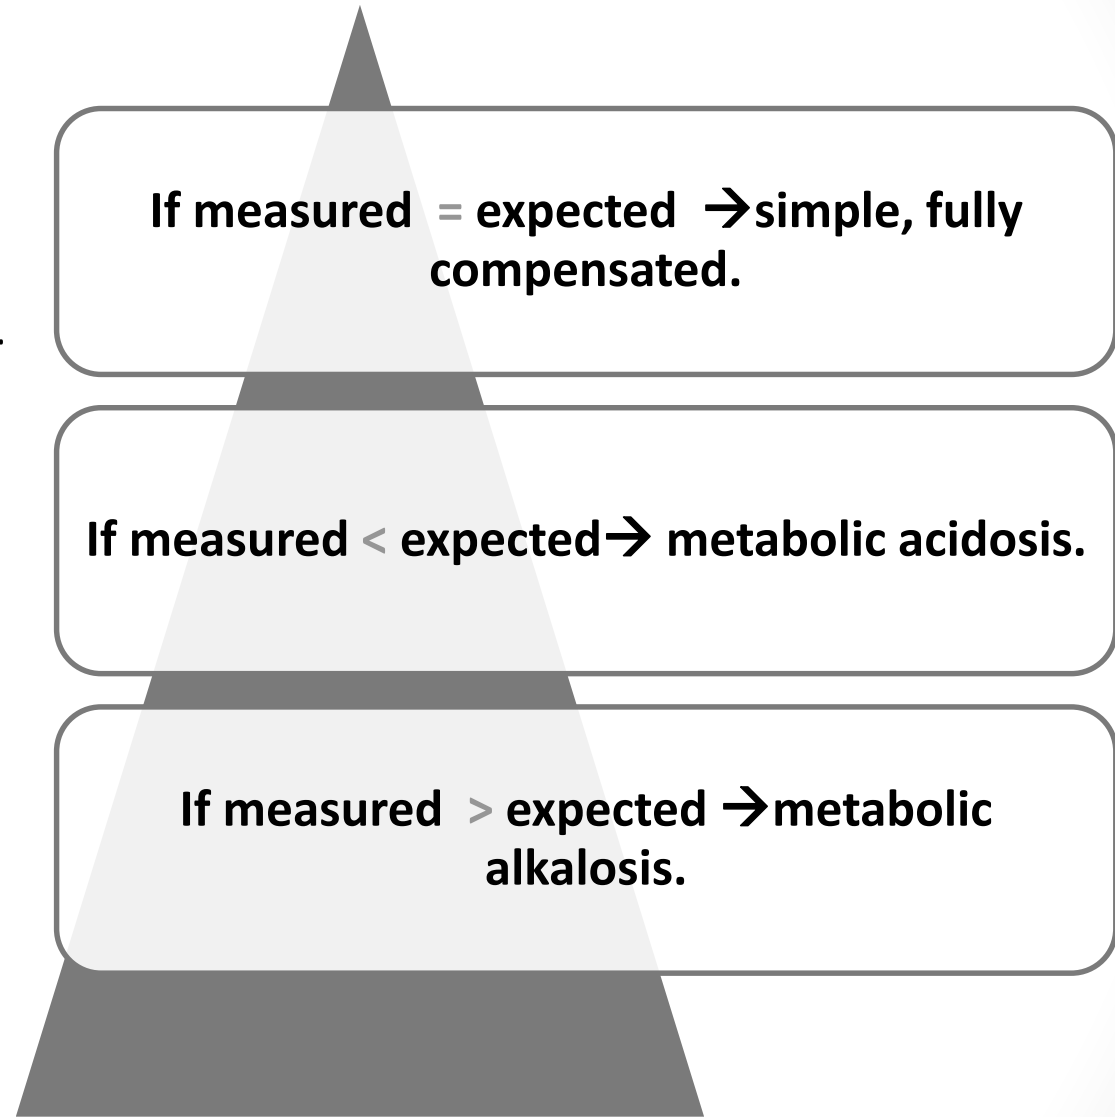 If measured = expected →simple, fully
compensated.
If measured < expected→ metabolic acidosis.
If measured > expected →metabolic
alkalosis.